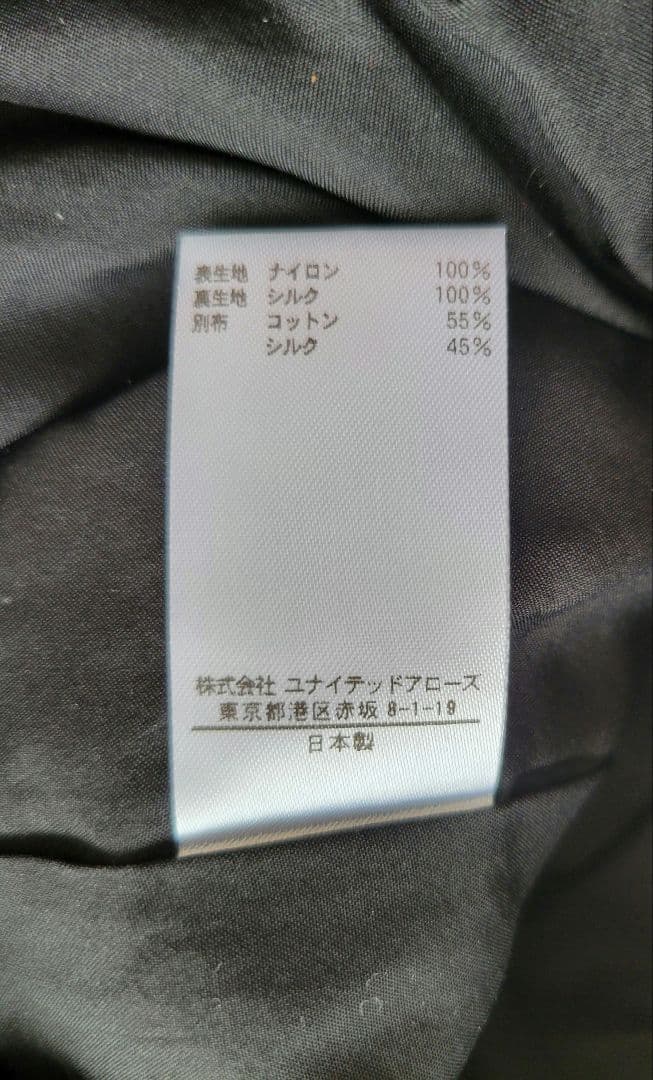 表生地 ナイロン 100%
裏生地 シルク 100%
別布 コットン 55%
シルク 45%
株式会社 ユナイテッドアローズ
東京都港区赤坂 8-1-19
日本製